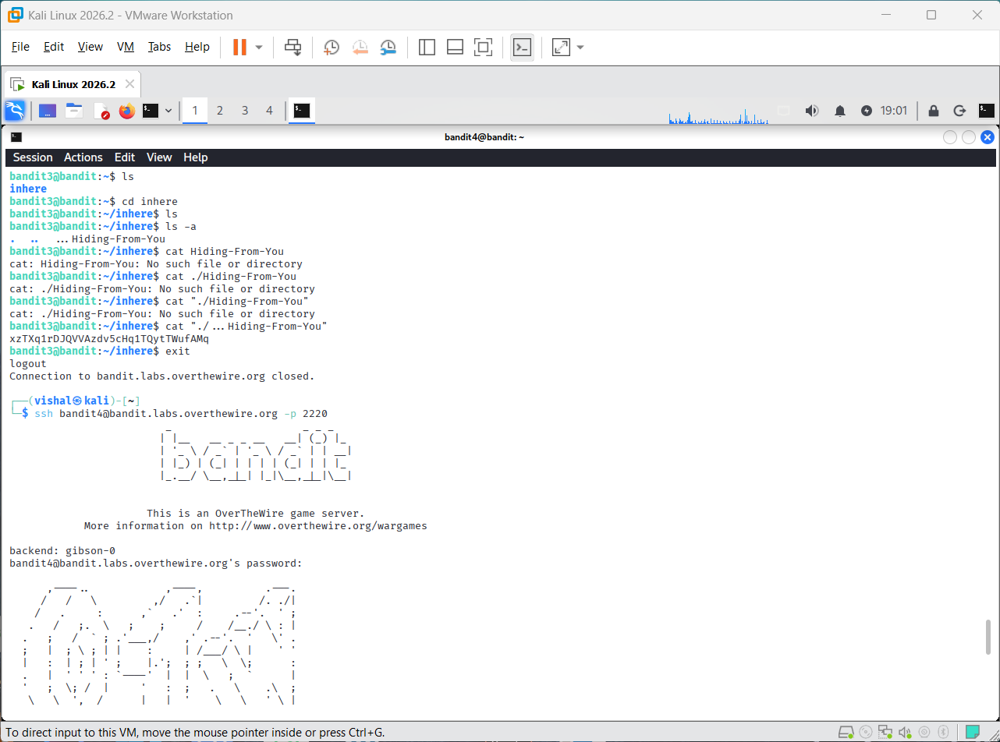 Kali Linux 2026.2 - VMware Workstation
File Edit View VM Tabs Help
Kali Linux 2026.2
1 2 3 4 19:01
bandit4@bandit: ~
Session Actions Edit View Help
bandit3@bandit:~$ ls
inhere
bandit3@bandit:~$ cd inhere
bandit3@bandit:~/inhere$ ls
bandit3@bandit:~/inhere$ ls -a
. .. ...Hiding-From-You
bandit3@bandit:~/inhere$ cat Hiding-From-You
cat: Hiding-From-You: No such file or directory
bandit3@bandit:~/inhere$ cat ./Hiding-From-You
cat: ./Hiding-From-You: No such file or directory
bandit3@bandit:~/inhere$ cat "./Hiding-From-You"
cat: ./Hiding-From-You: No such file or directory
bandit3@bandit:~/inhere$ cat "./...Hiding-From-You"
xzTXq1rDJQVVAzdv5cHq1TQytTWufAMq
bandit3@bandit:~/inhere$ exit
logout
Connection to bandit.labs.overthewire.org closed.
┌──(vishal㉿kali)-[~]
└─$ ssh bandit4@bandit.labs.overthewire.org -p 2220
bandit
This is an OverTheWire game server.
More information on http://www.overthewire.org/wargames
backend: gibson-0
bandit4@bandit.labs.overthewire.org's password:
To direct input to this VM, move the mouse pointer inside or press Ctrl+G.